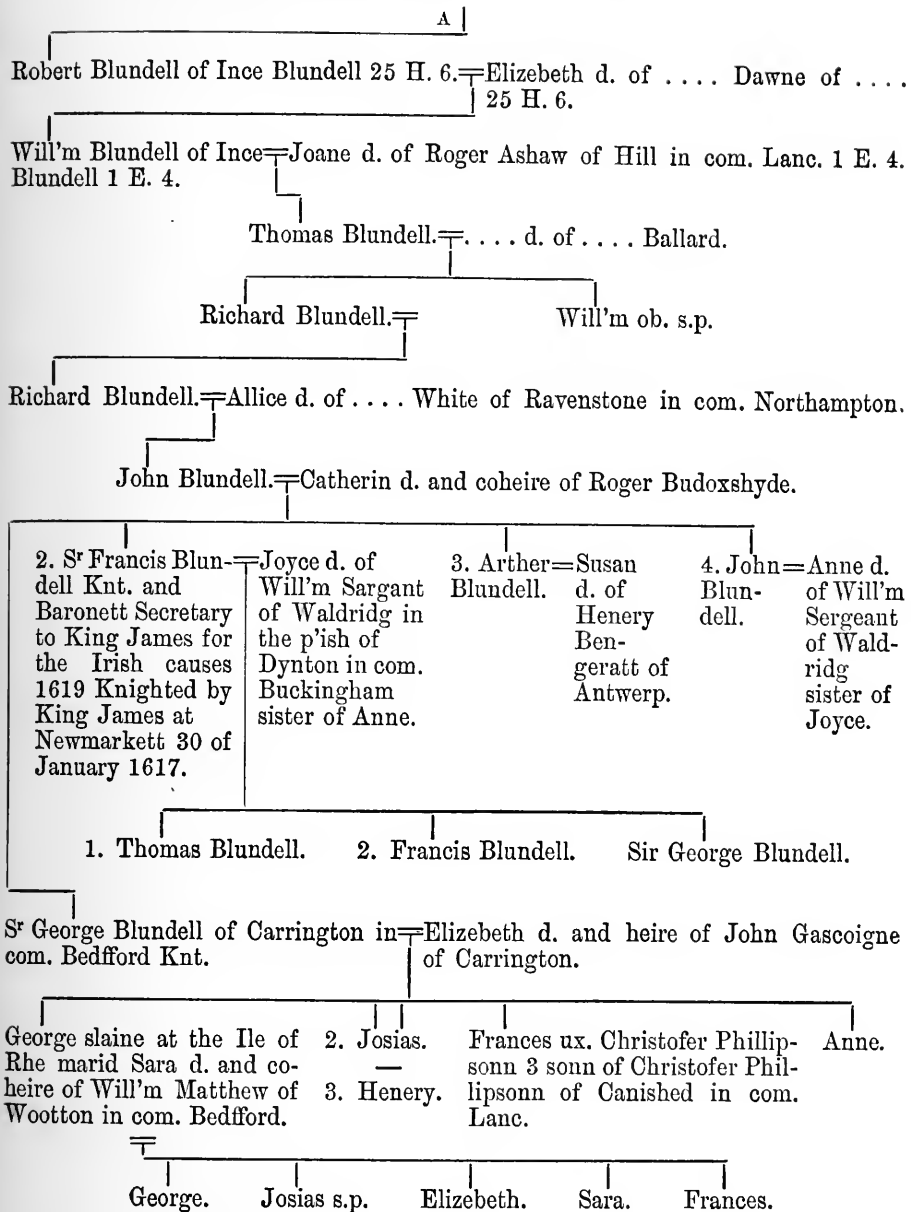 A
Robert Blundell of Ince Blundell 25 H. 6.=Elizebeth d. of .... Dawne of ....
25 H. 6.
Will'm Blundell of Ince=Joane d. of Roger Ashaw of Hill in com. Lanc. 1 E. 4.
Blundell 1 E. 4.
Thomas Blundell.=.... d. of .... Ballard.
Richard Blundell.=
Will'm ob. s.p.
Richard Blundell.=Allice d. of .... White of Ravenstone in com. Northampton.
John Blundell.=Catherin d. and coheire of Roger Budoxshyde.
2. Sʳ Francis Blun-
dell Knt. and
Baronett Secretary
to King James for
the Irish causes
1619 Knighted by
King James at
Newmarkett 30 of
January 1617.
=Joyce d. of
Will'm Sargant
of Waldridg in
the p'ish of
Dynton in com.
Buckingham
sister of Anne.
3. Arther=
Blundell.
Susan
d. of
Henery
Ben-
geratt of
Antwerp.
4. John=
Blun-
dell.
Anne d.
of Will'm
Sergeant
of Wald-
ridg
sister of
Joyce.
1. Thomas Blundell.
2. Francis Blundell.
Sir George Blundell.
Sʳ George Blundell of Carrington in=Elizebeth d. and heire of John Gascoigne
com. Bedfford Knt.
of Carrington.
George slaine at the Ile of
Rhe marid Sara d. and co-
heire of Will'm Matthew of
Wootton in com. Bedfford.
2. Josias.
—
3. Henery.
Frances ux. Christofer Phillip-
sonn 3 sonn of Christofer Phil-
lipsonn of Canished in com.
Lanc.
Anne.
George.
Josias s.p.
Elizebeth.
Sara.
Frances.